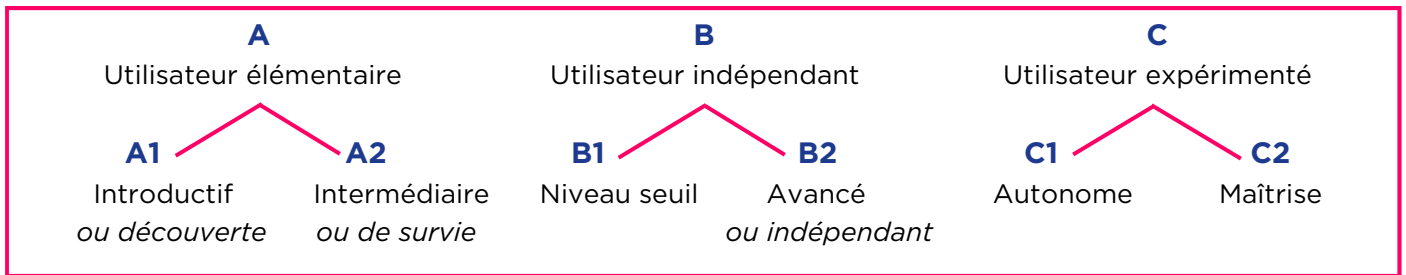 A
Utilisateur élémentaire
A1
Introductif
ou découverte
A2
Intermédiaire
ou de survie
B
Utilisateur indépendant
B1
Niveau seuil
B2
Avancé
ou indépendant
C
Utilisateur expérimenté
C1
Autonome
C2
Maîtrise